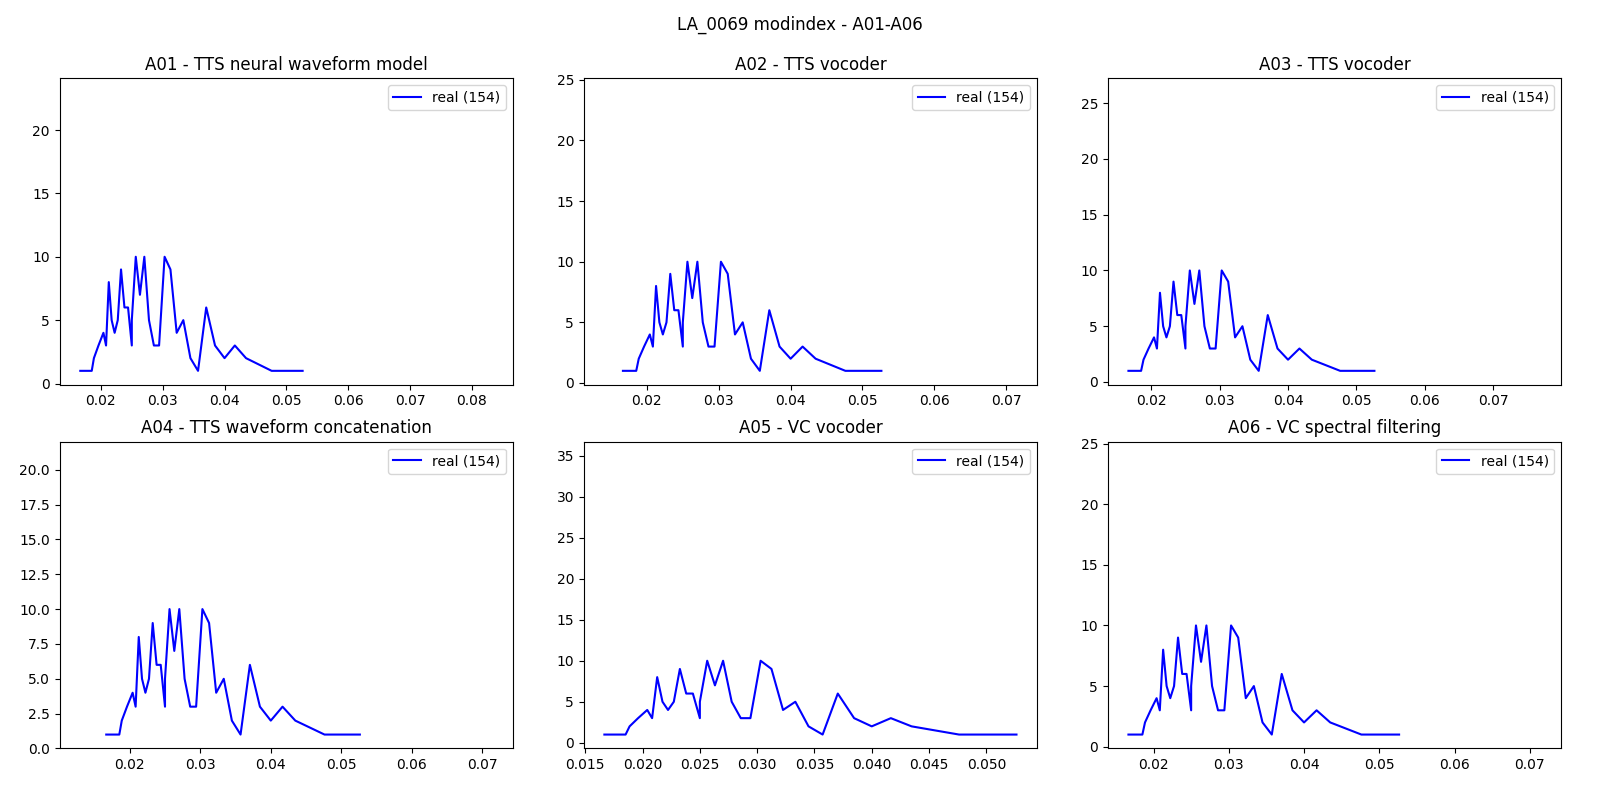 LA_0069 modindex - A01-A06
A01 - TTS neural waveform model
real (154)
20
15
10
5
0
0.02 0.03 0.04 0.05 0.06 0.07 0.08
A02 - TTS vocoder
real (154)
25
20
15
10
5
0
0.02 0.03 0.04 0.05 0.06 0.07
A03 - TTS vocoder
real (154)
25
20
15
10
5
0
0.02 0.03 0.04 0.05 0.06 0.07
A04 - TTS waveform concatenation
real (154)
20.0
17.5
15.0
12.5
10.0
7.5
5.0
2.5
0.0
0.02 0.03 0.04 0.05 0.06 0.07
A05 - VC vocoder
real (154)
35
30
25
20
15
10
5
0
0.015 0.020 0.025 0.030 0.035 0.040 0.045 0.050
A06 - VC spectral filtering
real (154)
25
20
15
10
5
0
0.02 0.03 0.04 0.05 0.06 0.07